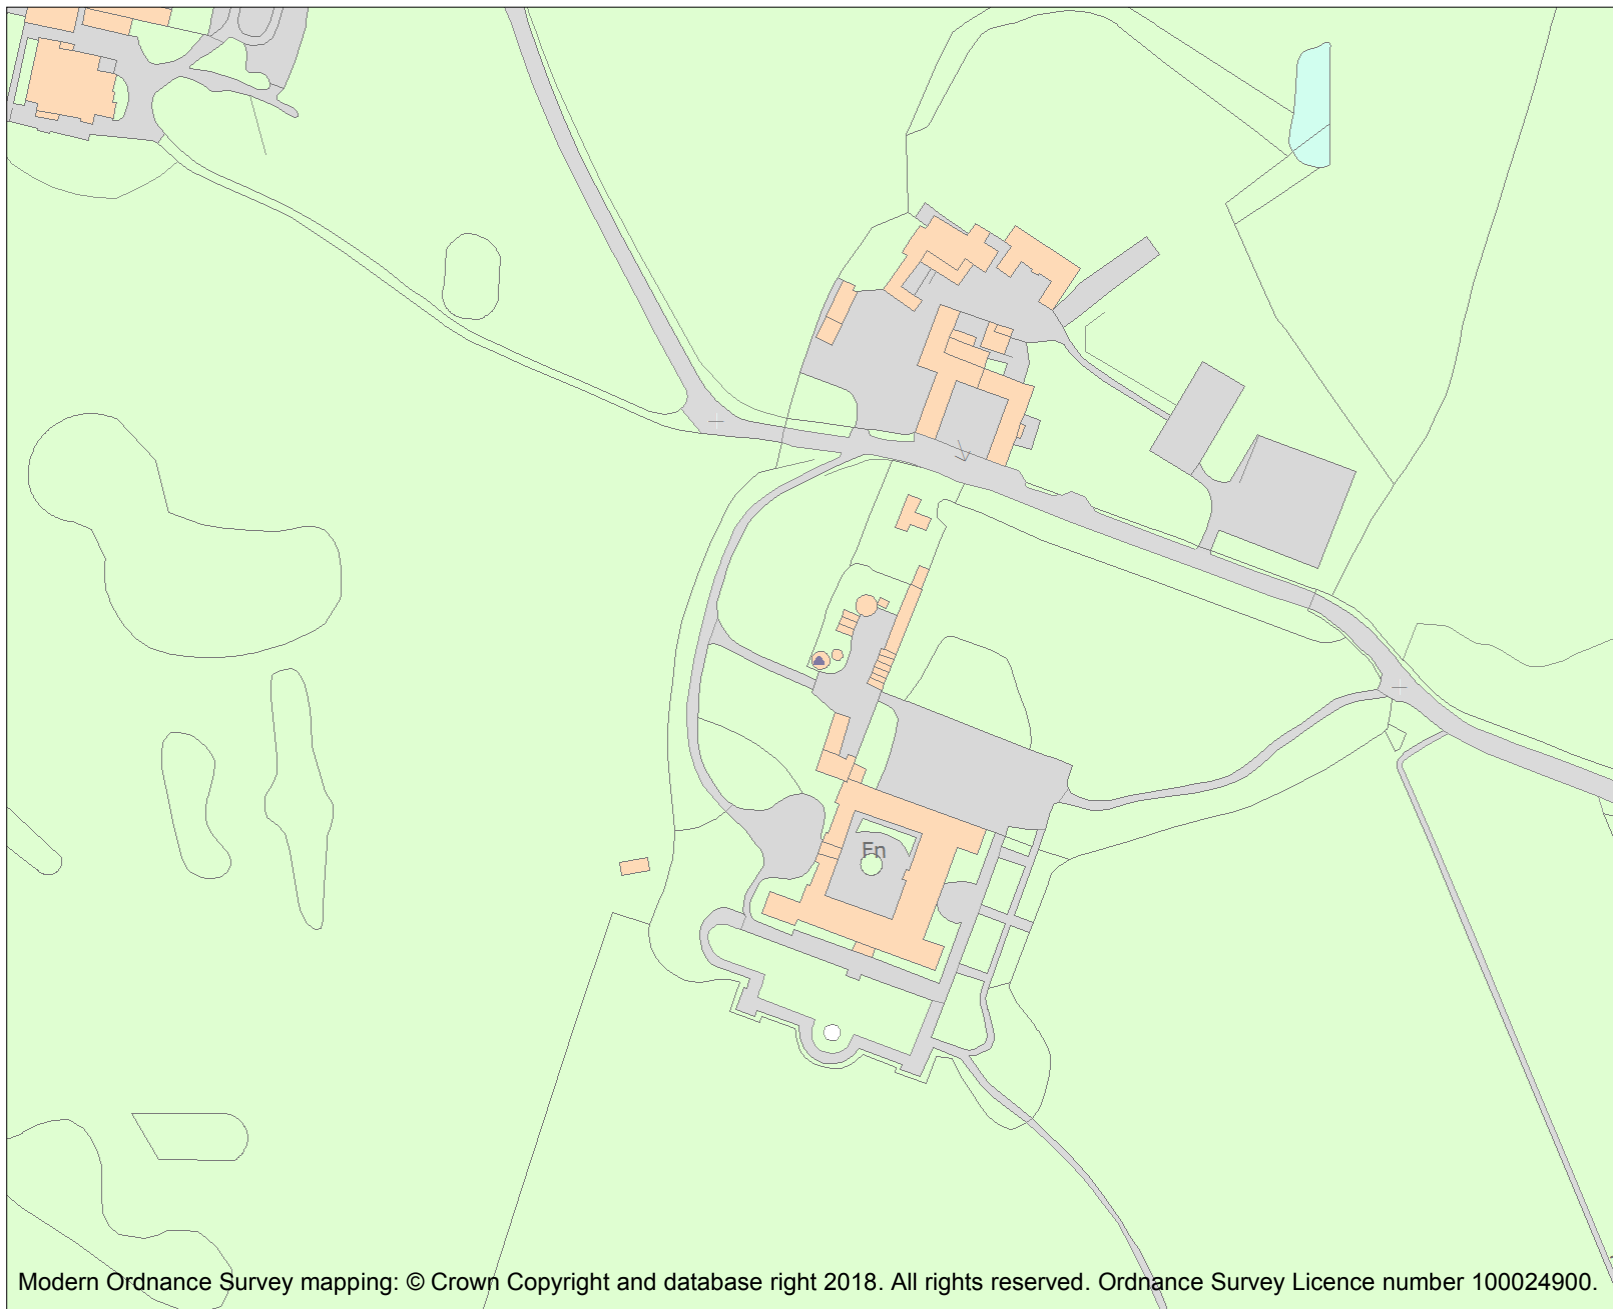 Fn
Modern Ordnance Survey mapping: © Crown Copyright and database right 2018. All rights reserved. Ordnance Survey Licence number 100024900.